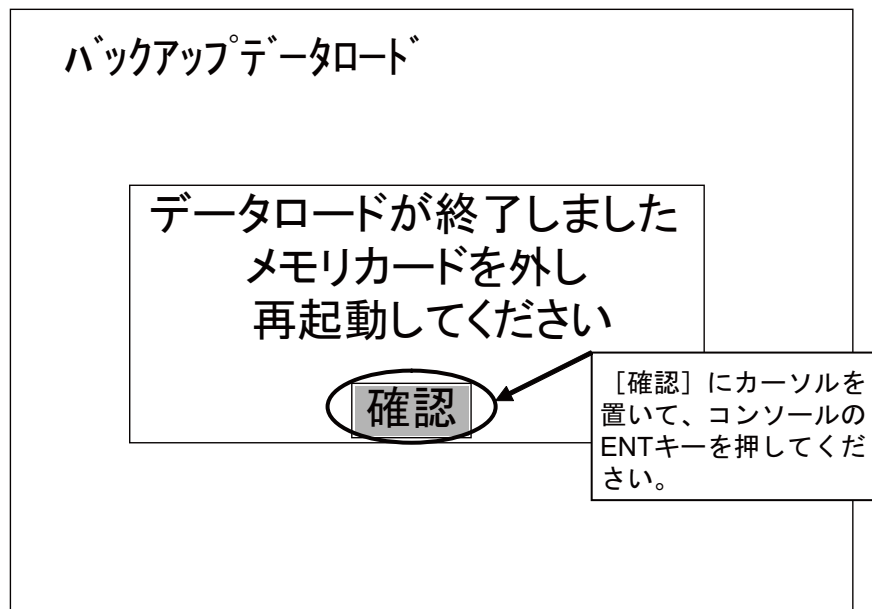 ﾊﾞｯｸｱｯﾌﾟﾃﾞｰﾀﾛｰﾄﾞ
データロードが終了しました
メモリカードを外し
再起動してください
確認
［確認］にカーソルを
置いて、コンソールの
ENTキーを押してくだ
さい。